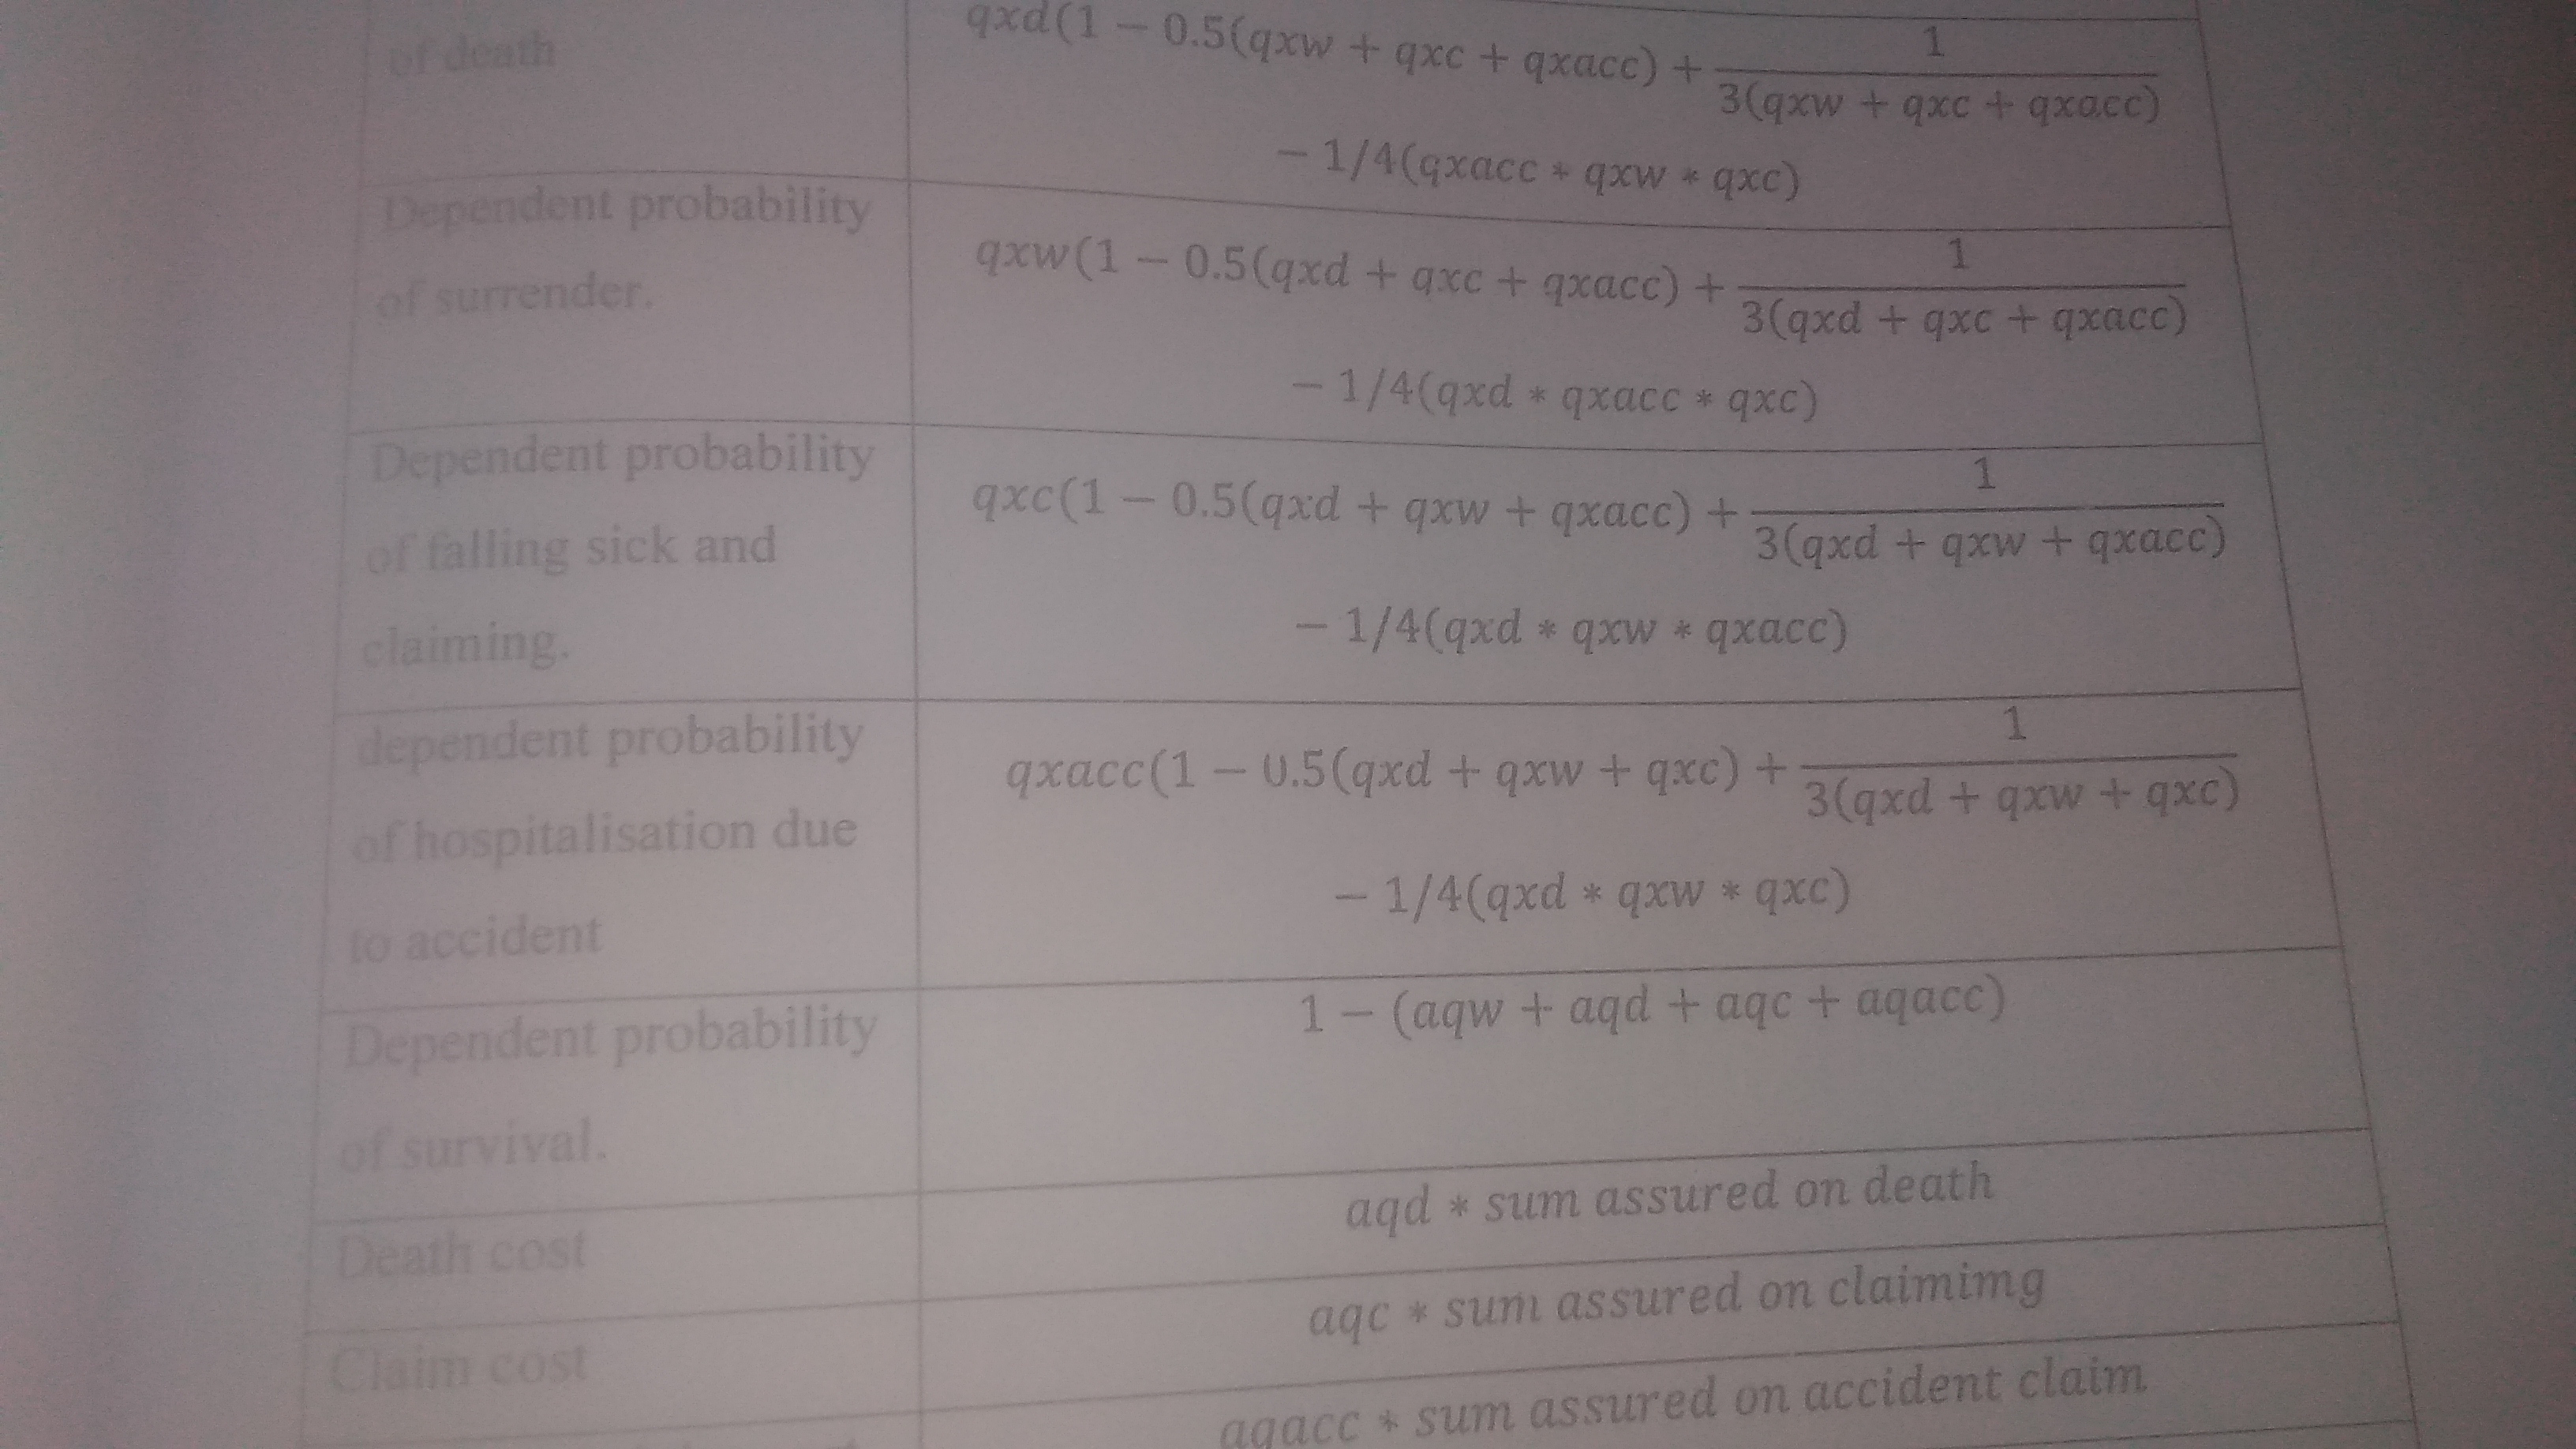 of death
qxd(1 − 0.5(qxw + qxc + qxacc) + 1
3(qxw + qxc + qxacc)
− 1/4(qxacc * qxw * qxc)
Dependent probability
of surrender.
qxw(1 − 0.5(qxd + qxc + qxacc) + 1
3(qxd + qxc + qxacc)
− 1/4(qxd * qxacc * qxc)
Dependent probability
of falling sick and
claiming.
qxc(1 − 0.5(qxd + qxw + qxacc) + 1
3(qxd + qxw + qxacc)
− 1/4(qxd * qxw * qxacc)
dependent probability
of hospitalisation due
to accident
qxacc(1 − 0.5(qxd + qxw + qxc) + 1
3(qxd + qxw + qxc)
− 1/4(qxd * qxw * qxc)
Dependent probability
of survival.
1 − (aqw + aqd + aqc + aqacc)
Death cost
aqd * sum assured on death
Claim cost
aqc * sum assured on claimimg
aqacc * sum assured on accident claim